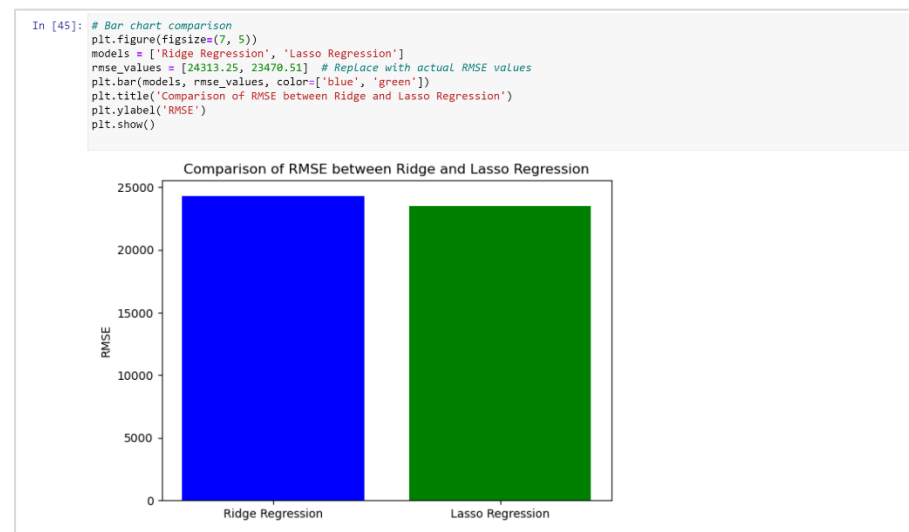 In [45]: # Bar chart comparison
plt.figure(figsize=(7, 5))
models = ['Ridge Regression', 'Lasso Regression']
rmse_values = [24313.25, 23470.51]  # Replace with actual RMSE values
plt.bar(models, rmse_values, color=['blue', 'green'])
plt.title('Comparison of RMSE between Ridge and Lasso Regression')
plt.ylabel('RMSE')
plt.show()
Comparison of RMSE between Ridge and Lasso Regression
25000
20000
15000
10000
5000
0
RMSE
Ridge Regression
Lasso Regression